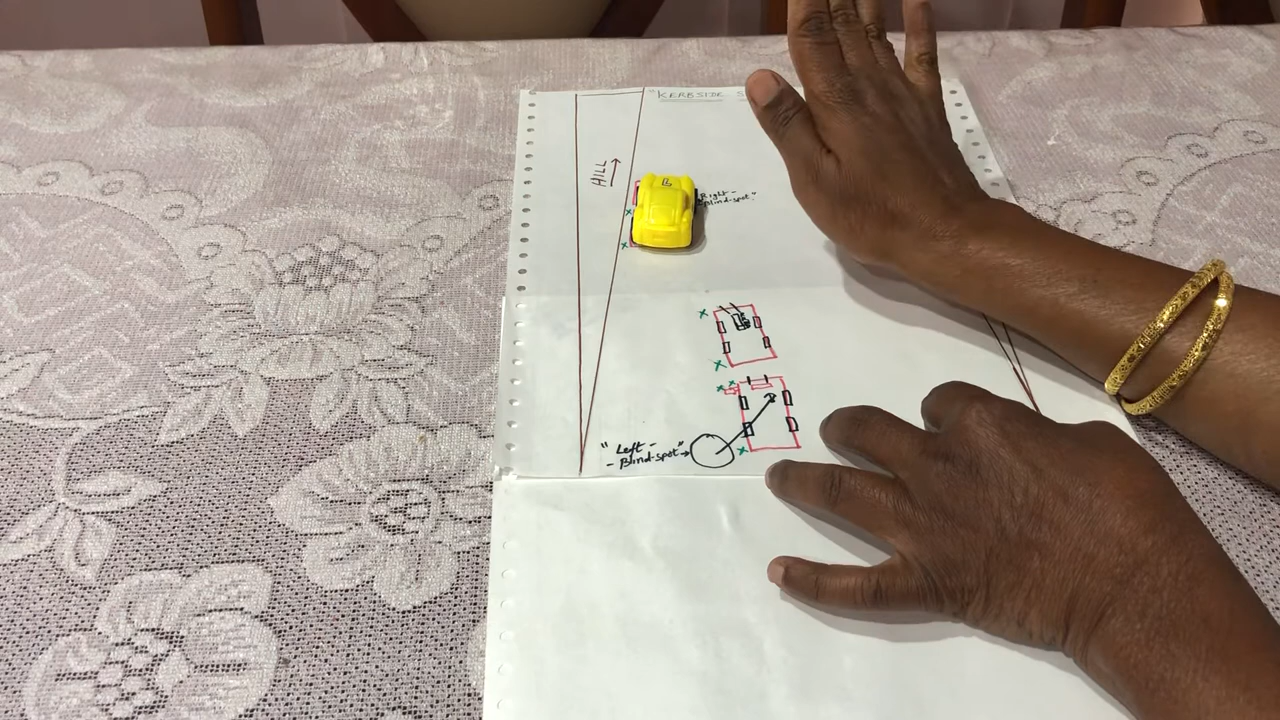 "KERBSIDE S
HILL
L
Right -
blind-spot"
L
" Left -
- Blind-spot"